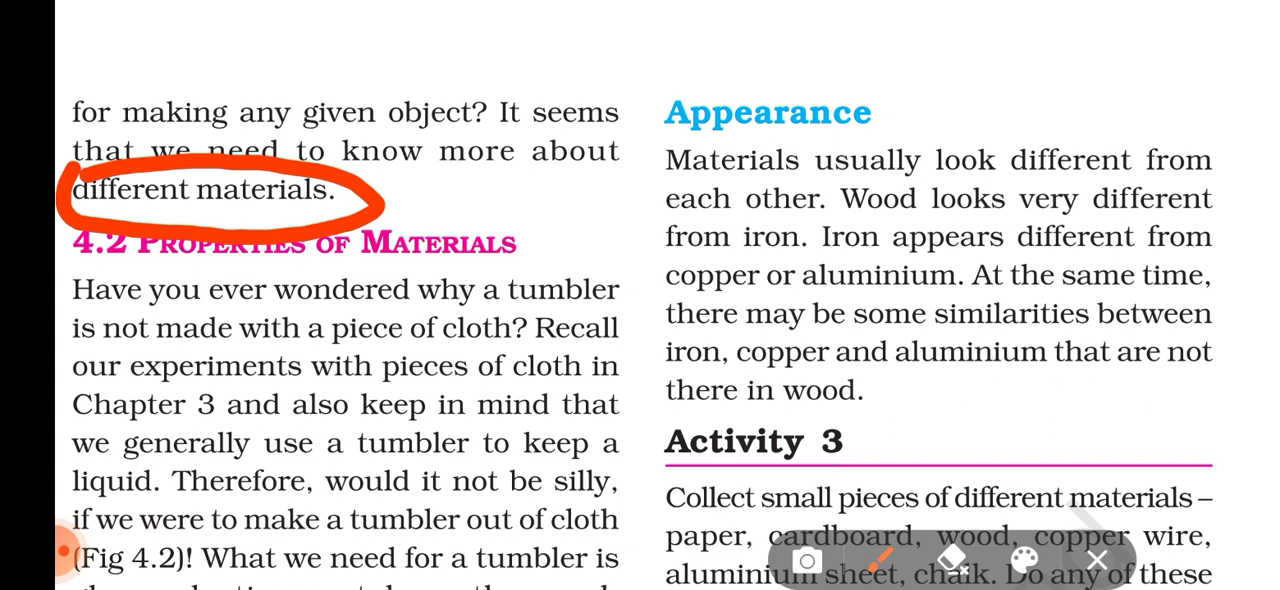 for making any given object? It seems
that we need to know more about
different materials.
4.2 PROPERTIES OF MATERIALS
Have you ever wondered why a tumbler
is not made with a piece of cloth? Recall
our experiments with pieces of cloth in
Chapter 3 and also keep in mind that
we generally use a tumbler to keep a
liquid. Therefore, would it not be silly,
if we were to make a tumbler out of cloth
(Fig 4.2)! What we need for a tumbler is
Appearance
Materials usually look different from
each other. Wood looks very different
from iron. Iron appears different from
copper or aluminium. At the same time,
there may be some similarities between
iron, copper and aluminium that are not
there in wood.
Activity 3
Collect small pieces of different materials –
paper, cardboard, wood, copper wire,
aluminium sheet, chalk. Do any of these